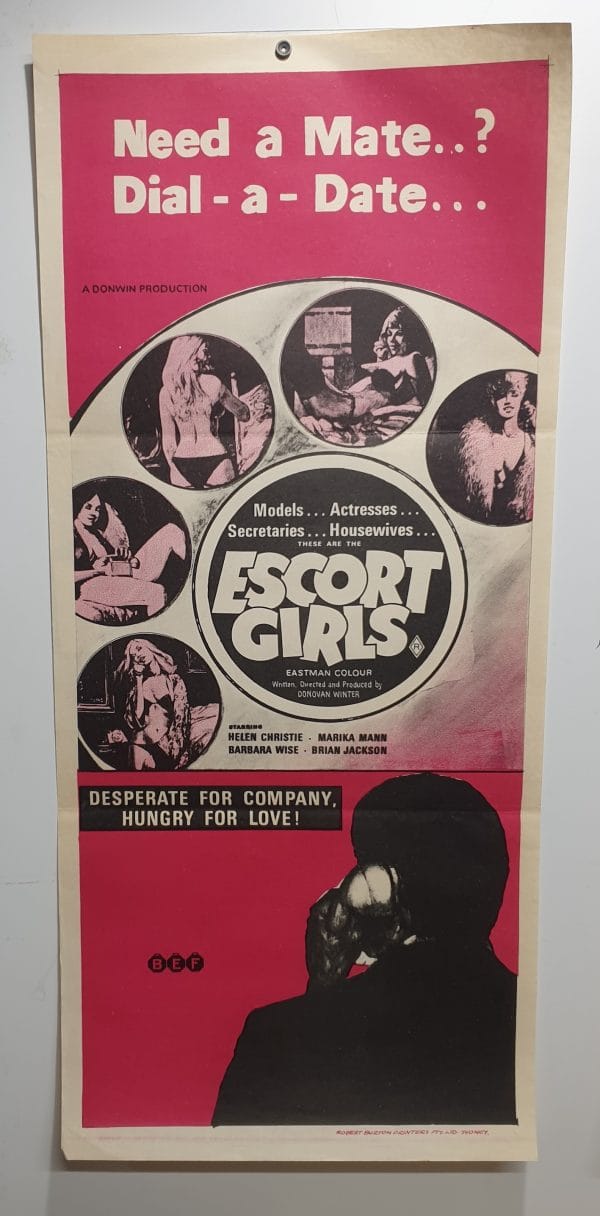 Need a Mate..?
Dial-a-Date...
A DONWIN PRODUCTION
Models... Actresses...
Secretaries... Housewives...
THESE ARE THE
ESCORT
GIRLS
R
EASTMAN COLOUR
Written, Directed and Produced by
DONOVAN WINTER
STARRING
HELEN CHRISTIE · MARIKA MANN
BARBARA WISE · BRIAN JACKSON
DESPERATE FOR COMPANY,
HUNGRY FOR LOVE!
BEF
ROBERT BURTON PRINTERS PTY. LTD. SYDNEY.